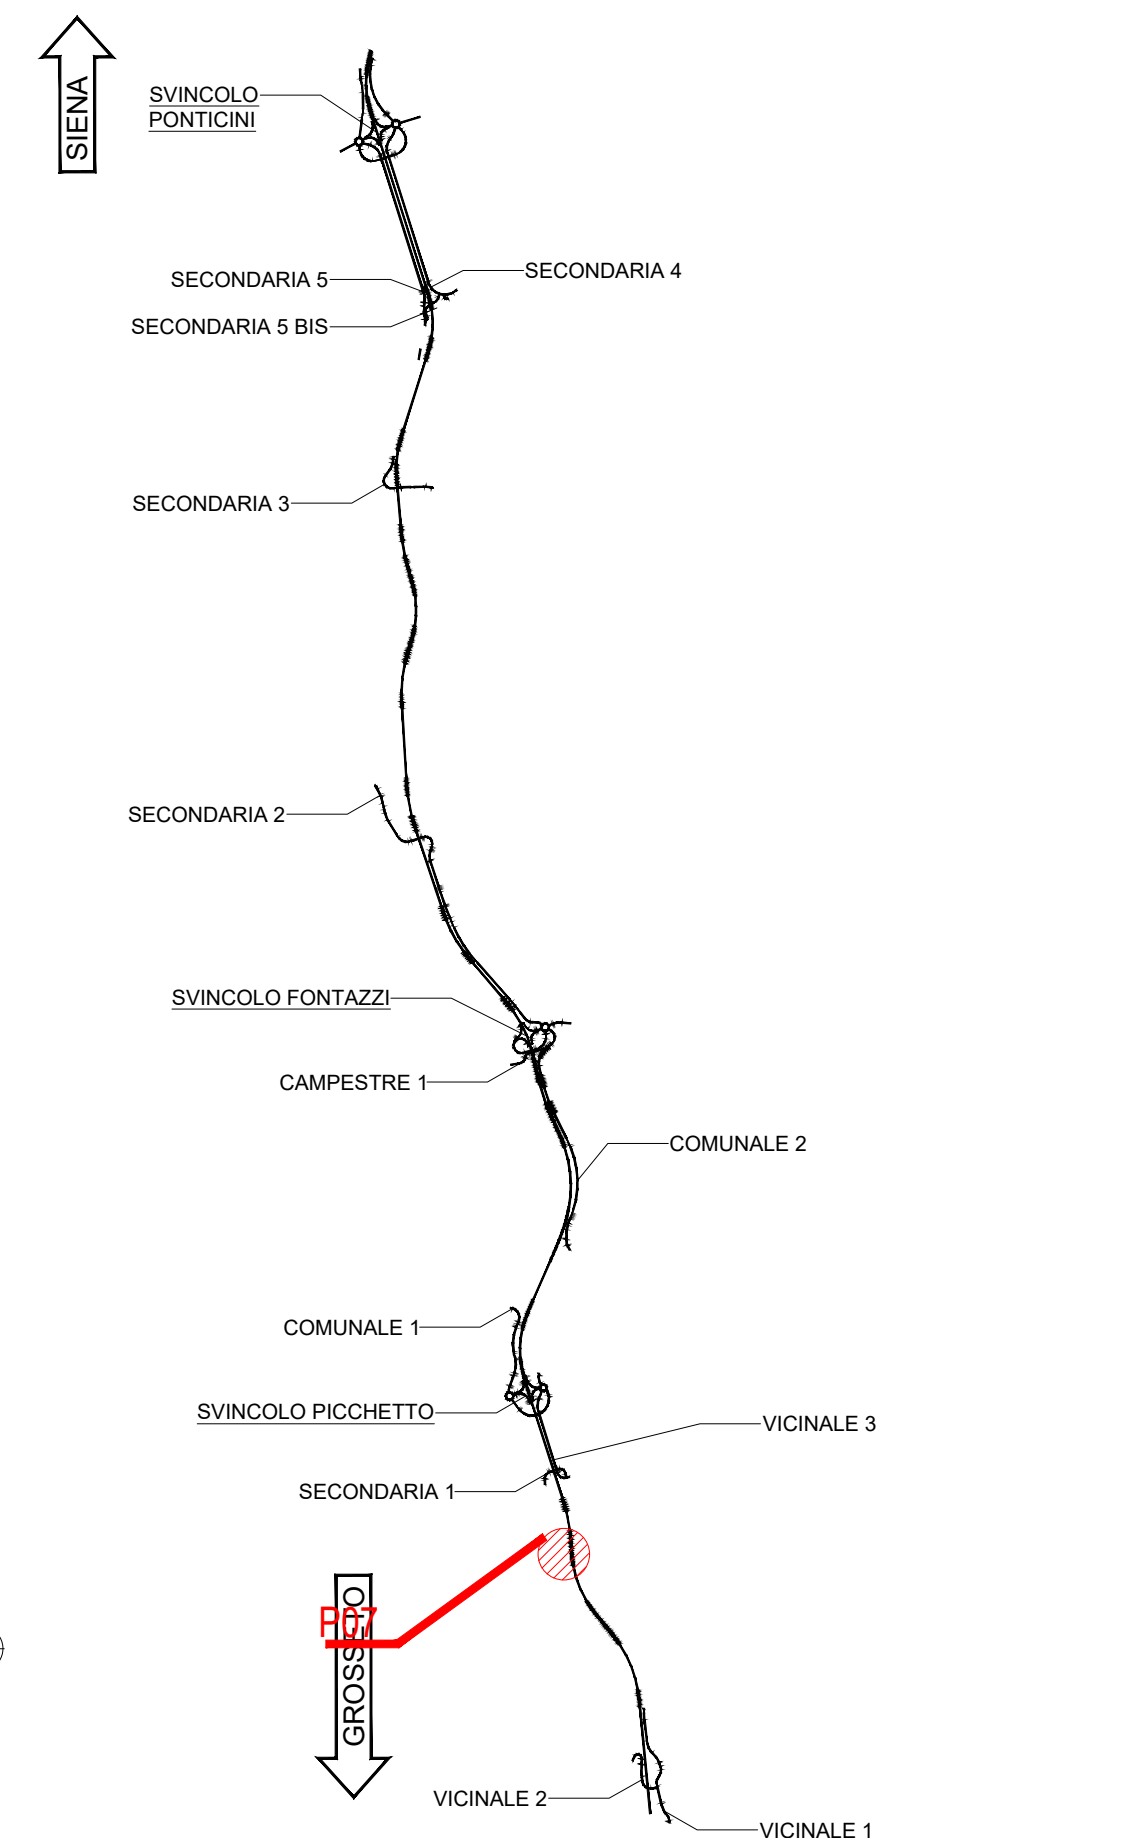 SIENA
SVINCOLO
PONTICINI
SECONDARIA 4
SECONDARIA 5
SECONDARIA 5 BIS
SECONDARIA 3
SECONDARIA 2
SVINCOLO FONTAZZI
CAMPESTRE 1
COMUNALE 2
COMUNALE 1
SVINCOLO PICCHETTO
VICINALE 3
SECONDARIA 1
P07
GROSSETO
VICINALE 2
VICINALE 1